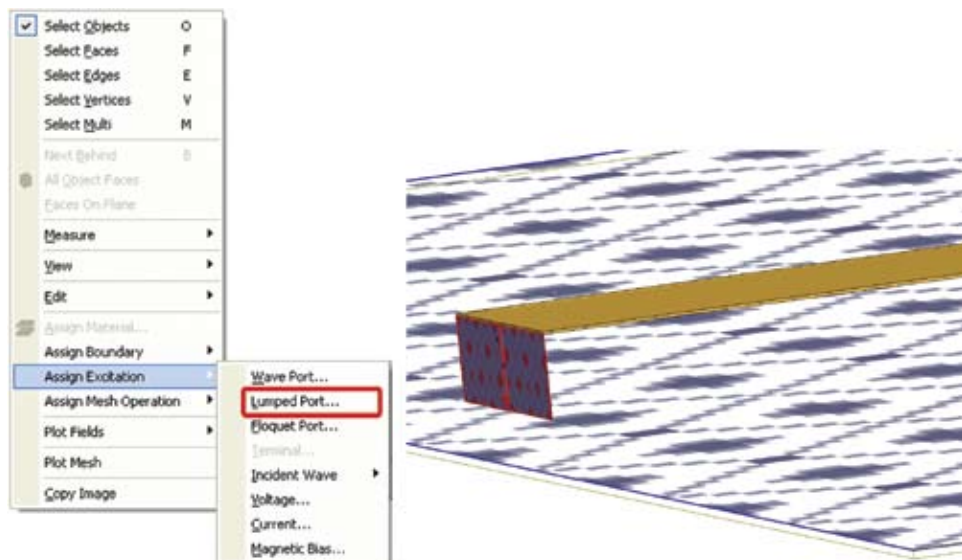 Select Objects O
Select Faces F
Select Edges E
Select Vertices V
Select Multi M
Next Behind B
All Object Faces
Faces On Plane
Measure
View
Edit
Assign Material...
Assign Boundary
Assign Excitation
Assign Mesh Operation
Plot Fields
Plot Mesh
Copy Image
Wave Port...
Lumped Port...
Floquet Port...
Terminal...
Incident Wave
Voltage...
Current...
Magnetic Bias...